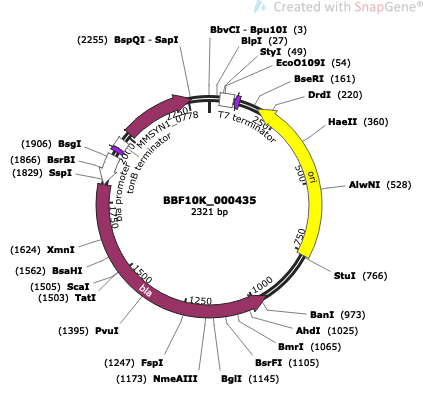 Created with SnapGene®
(2255) BspQI - SapI
BbvCI - Bpu10I (3)
BlpI (27)
StyI (49)
EcoO109I (54)
BseRI (161)
DrdI (220)
HaeII (360)
AlwNI (528)
StuI (766)
BanI (973)
AhdI (1025)
BmrI (1065)
BsrFI (1105)
BglI (1145)
NmeAIII
(1173)
(1247) FspI
(1395) PvuI
(1503) TatI
(1505) ScaI
(1562) BsaHI
(1624) XmnI
(1829) SspI
(1866) BsrBI
(1906) BsgI
MMSYN1_0778
T7 terminator
tonB terminator
bla promoter
ori
bla
250
500
750
1000
1250
1500
BBF10K_000435
2321 bp